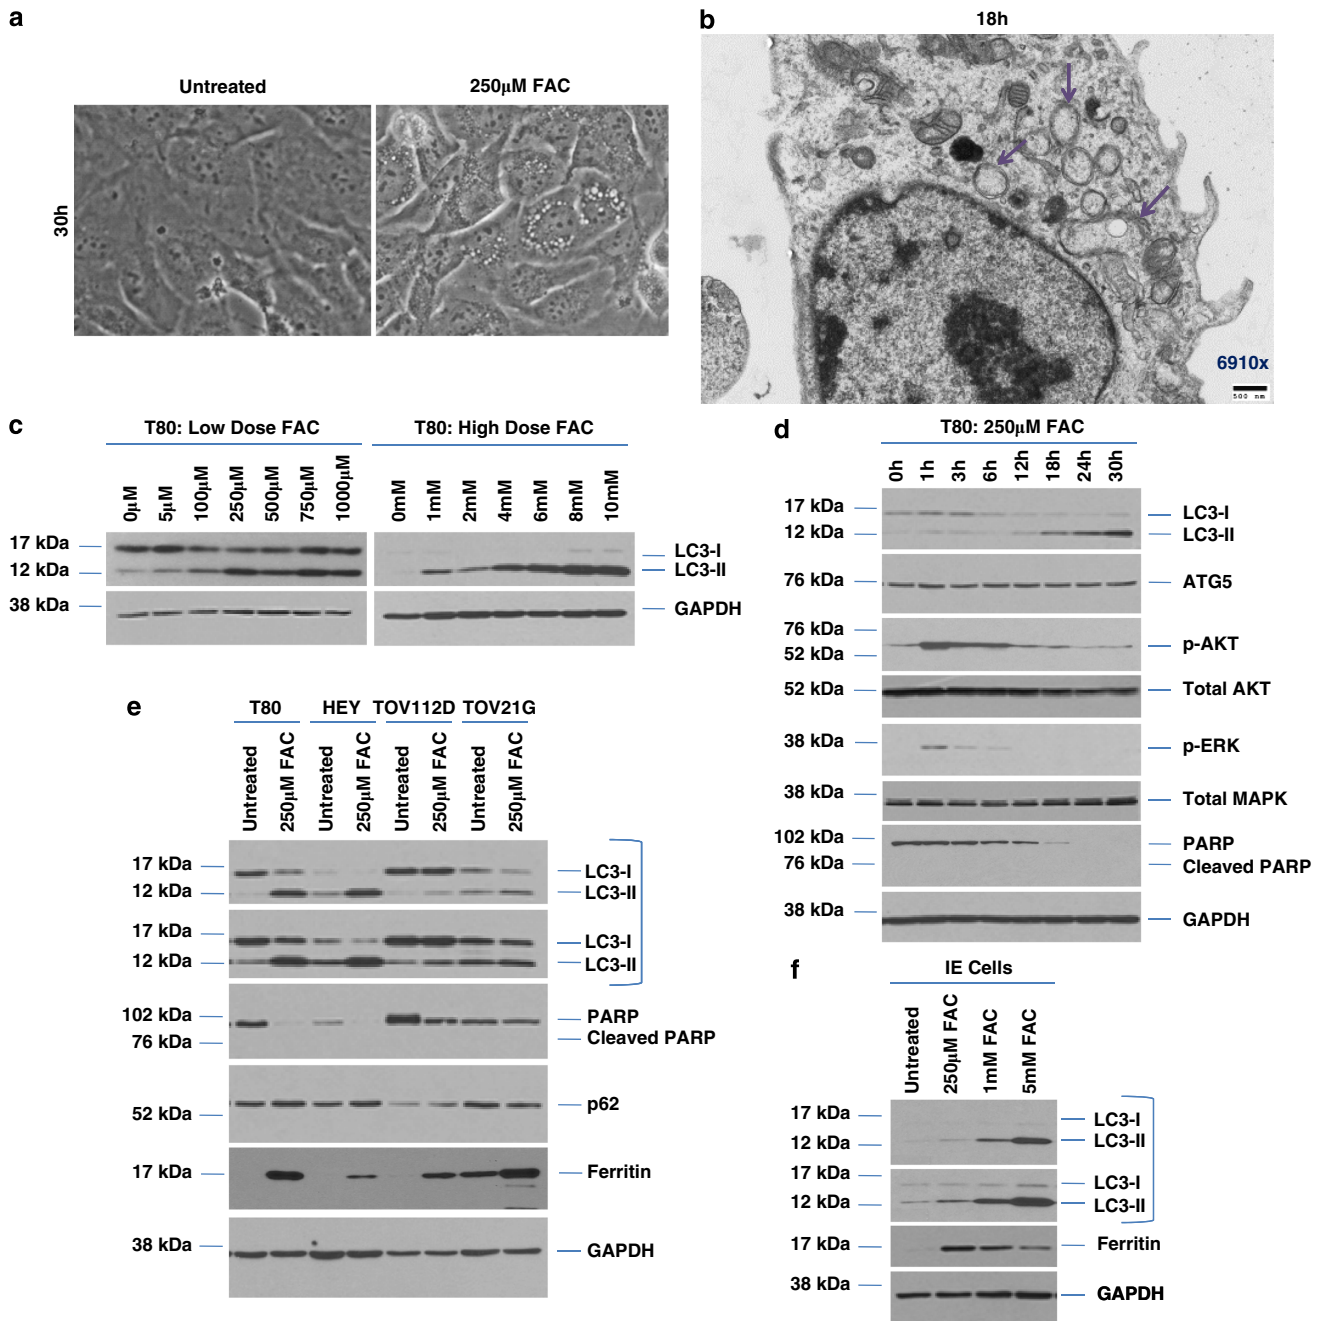 a
Untreated
250µM FAC
30h
b
18h
6910x
500 nm
c
T80: Low Dose FAC
T80: High Dose FAC
0µM
5µM
100µM
250µM
500µM
750µM
1000µM
0mM
1mM
2mM
4mM
6mM
8mM
10mM
17 kDa
12 kDa
38 kDa
LC3-I
LC3-II
GAPDH
d
T80: 250µM FAC
0h
1h
3h
6h
12h
18h
24h
30h
17 kDa
LC3-I
12 kDa
LC3-II
76 kDa
ATG5
76 kDa
52 kDa
p-AKT
52 kDa
Total AKT
38 kDa
p-ERK
38 kDa
Total MAPK
102 kDa
PARP
76 kDa
Cleaved PARP
38 kDa
GAPDH
e
T80
HEY
TOV112D
TOV21G
Untreated
250µM FAC
Untreated
250µM FAC
Untreated
250µM FAC
Untreated
250µM FAC
17 kDa
LC3-I
12 kDa
LC3-II
17 kDa
LC3-I
12 kDa
LC3-II
102 kDa
PARP
76 kDa
Cleaved PARP
52 kDa
p62
17 kDa
Ferritin
38 kDa
GAPDH
f
IE Cells
Untreated
250µM FAC
1mM FAC
5mM FAC
17 kDa
LC3-I
12 kDa
LC3-II
17 kDa
LC3-I
12 kDa
LC3-II
17 kDa
Ferritin
38 kDa
GAPDH